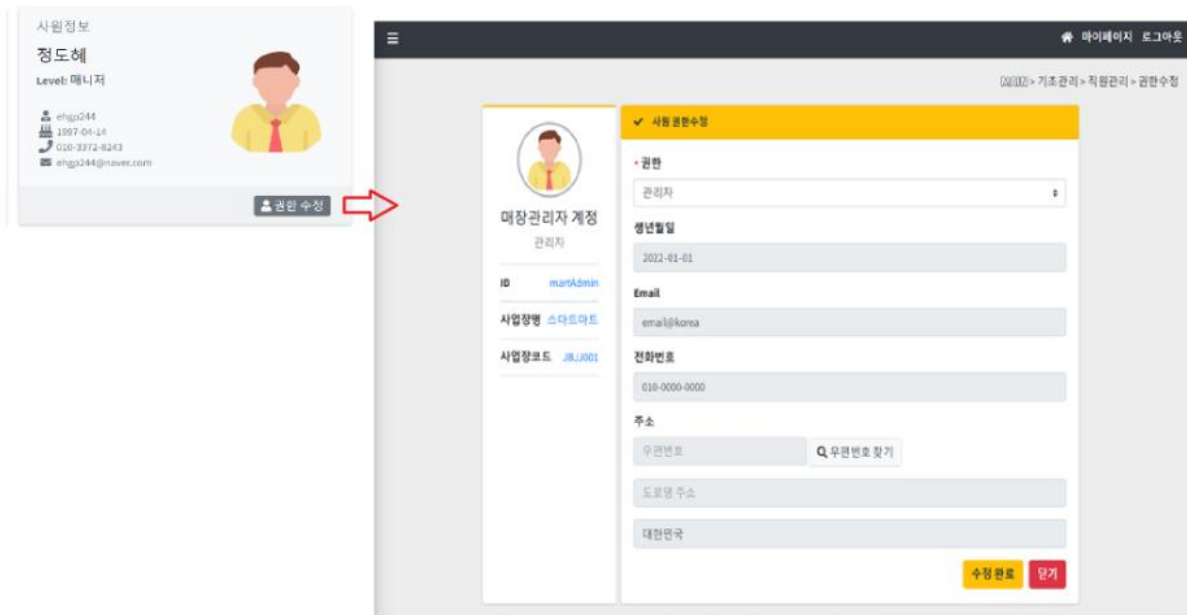 사원정보
정도혜
Level: 매니저
ehgp244
1997-04-14
010-3372-8243
ehgp244@naver.com
권한 수정
마이페이지 로그아웃
> 기초관리 > 직원관리 > 권한수정
매장관리자 계정
관리자
ID martAdmin
사업장명 스마트마트
사업장코드 JBJJ001
사원 권한수정
권한
관리자
생년월일
2022-01-01
Email
email@korea
전화번호
010-0000-0000
주소
우편번호 우편번호 찾기
도로명 주소
대한민국
수정 완료 닫기